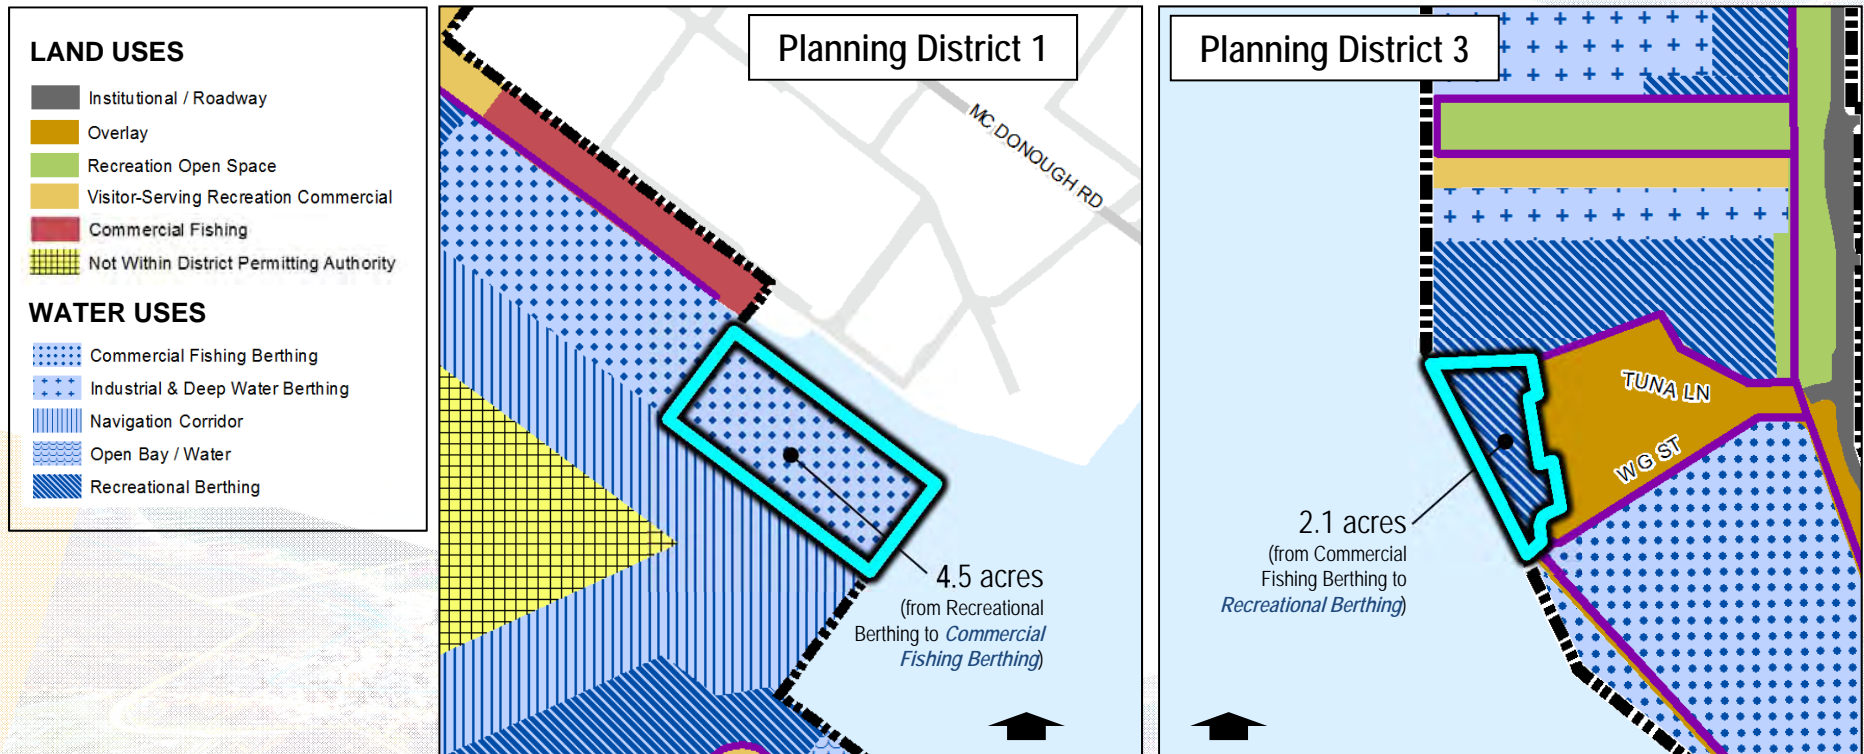 LAND USES
Institutional / Roadway
Overlay
Recreation Open Space
Visitor-Serving Recreation Commercial
Commercial Fishing
Not Within District Permitting Authority
WATER USES
Commercial Fishing Berthing
Industrial & Deep Water Berthing
Navigation Corridor
Open Bay / Water
Recreational Berthing
Planning District 1
MC DONOUGH RD
4.5 acres
(from Recreational
Berthing to Commercial
Fishing Berthing)
Planning District 3
TUNA LN
W G ST
2.1 acres
(from Commercial
Fishing Berthing to
Recreational Berthing)